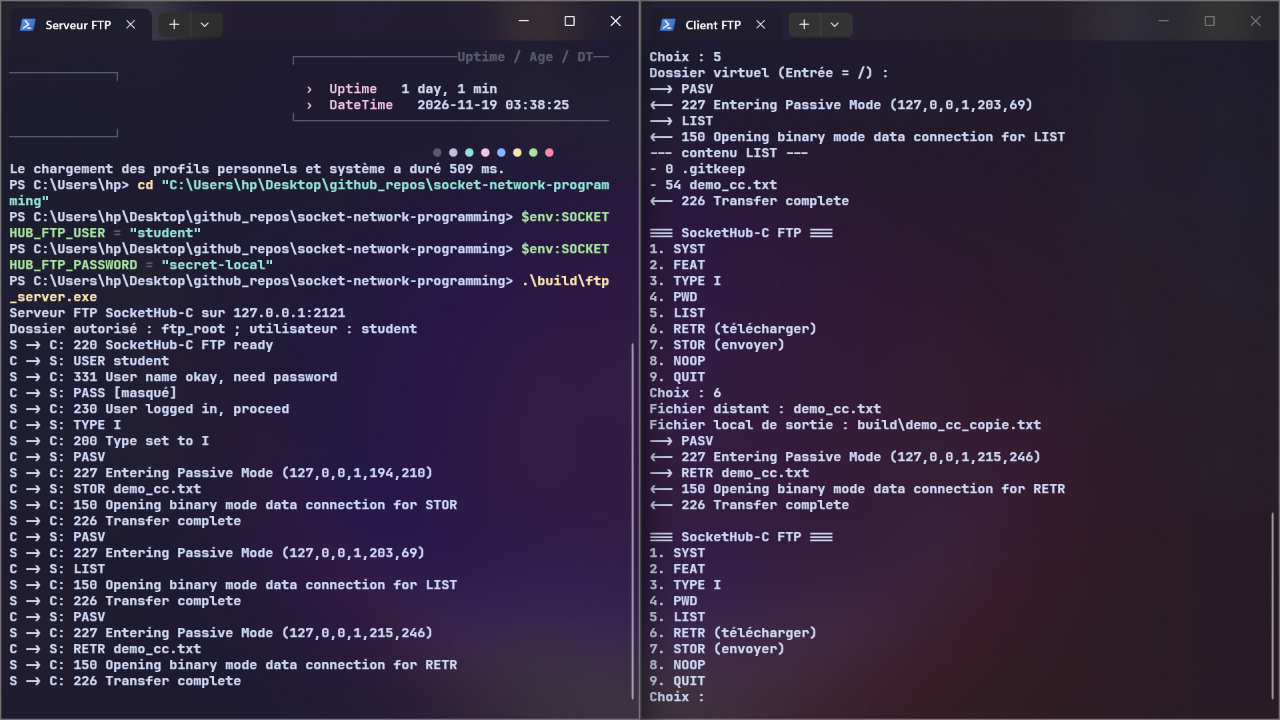 Serveur FTP
Uptime / Age / DT
› Uptime 1 day, 1 min
› DateTime 2026-11-19 03:38:25
Le chargement des profils personnels et système a duré 509 ms.
PS C:\Users\hp> cd "C:\Users\hp\Desktop\github_repos\socket-network-program
ming"
PS C:\Users\hp\Desktop\github_repos\socket-network-programming> $env:SOCKET
HUB_FTP_USER = "student"
PS C:\Users\hp\Desktop\github_repos\socket-network-programming> $env:SOCKET
HUB_FTP_PASSWORD = "secret-local"
PS C:\Users\hp\Desktop\github_repos\socket-network-programming> .\build\ftp
_server.exe
Serveur FTP SocketHub-C sur 127.0.0.1:2121
Dossier autorisé : ftp_root ; utilisateur : student
S -> C: 220 SocketHub-C FTP ready
C -> S: USER student
S -> C: 331 User name okay, need password
C -> S: PASS [masqué]
S -> C: 230 User logged in, proceed
C -> S: TYPE I
S -> C: 200 Type set to I
C -> S: PASV
S -> C: 227 Entering Passive Mode (127,0,0,1,194,210)
C -> S: STOR demo_cc.txt
S -> C: 150 Opening binary mode data connection for STOR
S -> C: 226 Transfer complete
C -> S: PASV
S -> C: 227 Entering Passive Mode (127,0,0,1,203,69)
C -> S: LIST
S -> C: 150 Opening binary mode data connection for LIST
S -> C: 226 Transfer complete
C -> S: PASV
S -> C: 227 Entering Passive Mode (127,0,0,1,215,246)
C -> S: RETR demo_cc.txt
S -> C: 150 Opening binary mode data connection for RETR
S -> C: 226 Transfer complete
Client FTP
Choix : 5
Dossier virtuel (Entrée = /) :
--> PASV
<-- 227 Entering Passive Mode (127,0,0,1,203,69)
--> LIST
<-- 150 Opening binary mode data connection for LIST
--- contenu LIST ---
- 0 .gitkeep
- 54 demo_cc.txt
<-- 226 Transfer complete
=== SocketHub-C FTP ===
1. SYST
2. FEAT
3. TYPE I
4. PWD
5. LIST
6. RETR (télécharger)
7. STOR (envoyer)
8. NOOP
9. QUIT
Choix : 6
Fichier distant : demo_cc.txt
Fichier local de sortie : build\demo_cc_copie.txt
--> PASV
<-- 227 Entering Passive Mode (127,0,0,1,215,246)
--> RETR demo_cc.txt
<-- 150 Opening binary mode data connection for RETR
<-- 226 Transfer complete
=== SocketHub-C FTP ===
1. SYST
2. FEAT
3. TYPE I
4. PWD
5. LIST
6. RETR (télécharger)
7. STOR (envoyer)
8. NOOP
9. QUIT
Choix :